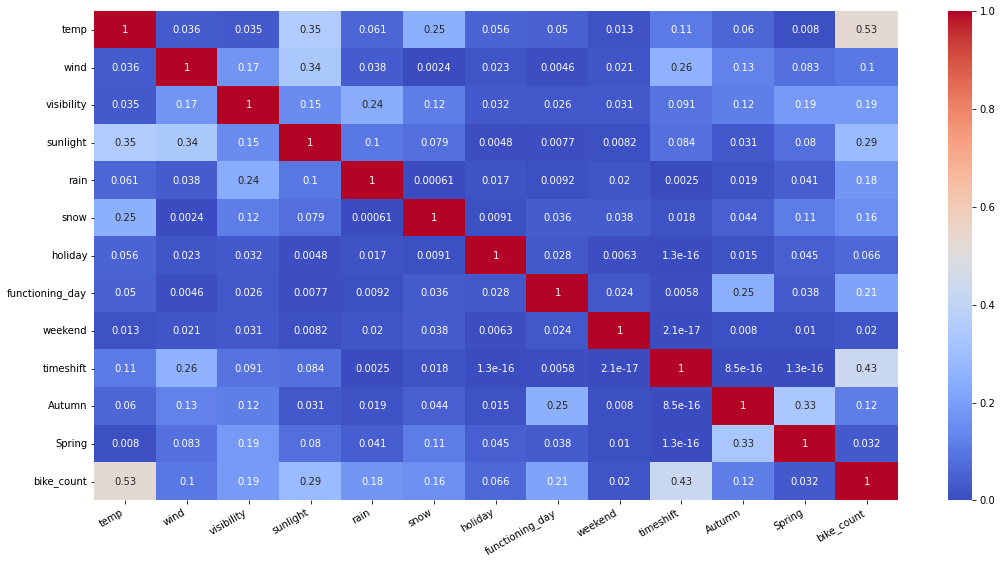 temp 1 0.036 0.035 0.35 0.061 0.25 0.056 0.05 0.013 0.11 0.06 0.008 0.53
wind 0.036 1 0.17 0.34 0.038 0.0024 0.023 0.0046 0.021 0.26 0.13 0.083 0.1
visibility 0.035 0.17 1 0.15 0.24 0.12 0.032 0.026 0.031 0.091 0.12 0.19 0.19
sunlight 0.35 0.34 0.15 1 0.1 0.079 0.0048 0.0077 0.0082 0.084 0.031 0.08 0.29
rain 0.061 0.038 0.24 0.1 1 0.00061 0.017 0.0092 0.02 0.0025 0.019 0.041 0.18
snow 0.25 0.0024 0.12 0.079 0.00061 1 0.0091 0.036 0.038 0.018 0.044 0.11 0.16
holiday 0.056 0.023 0.032 0.0048 0.017 0.0091 1 0.028 0.0063 1.3e-16 0.015 0.045 0.066
functioning_day 0.05 0.0046 0.026 0.0077 0.0092 0.036 0.028 1 0.024 0.0058 0.25 0.038 0.21
weekend 0.013 0.021 0.031 0.0082 0.02 0.038 0.0063 0.024 1 2.1e-17 0.008 0.01 0.02
timeshift 0.11 0.26 0.091 0.084 0.0025 0.018 1.3e-16 0.0058 2.1e-17 1 8.5e-16 1.3e-16 0.43
Autumn 0.06 0.13 0.12 0.031 0.019 0.044 0.015 0.25 0.008 8.5e-16 1 0.33 0.12
Spring 0.008 0.083 0.19 0.08 0.041 0.11 0.045 0.038 0.01 1.3e-16 0.33 1 0.032
bike_count 0.53 0.1 0.19 0.29 0.18 0.16 0.066 0.21 0.02 0.43 0.12 0.032 1
temp wind visibility sunlight rain snow holiday functioning_day weekend timeshift Autumn Spring bike_count
1.0
0.8
0.6
0.4
0.2
0.0